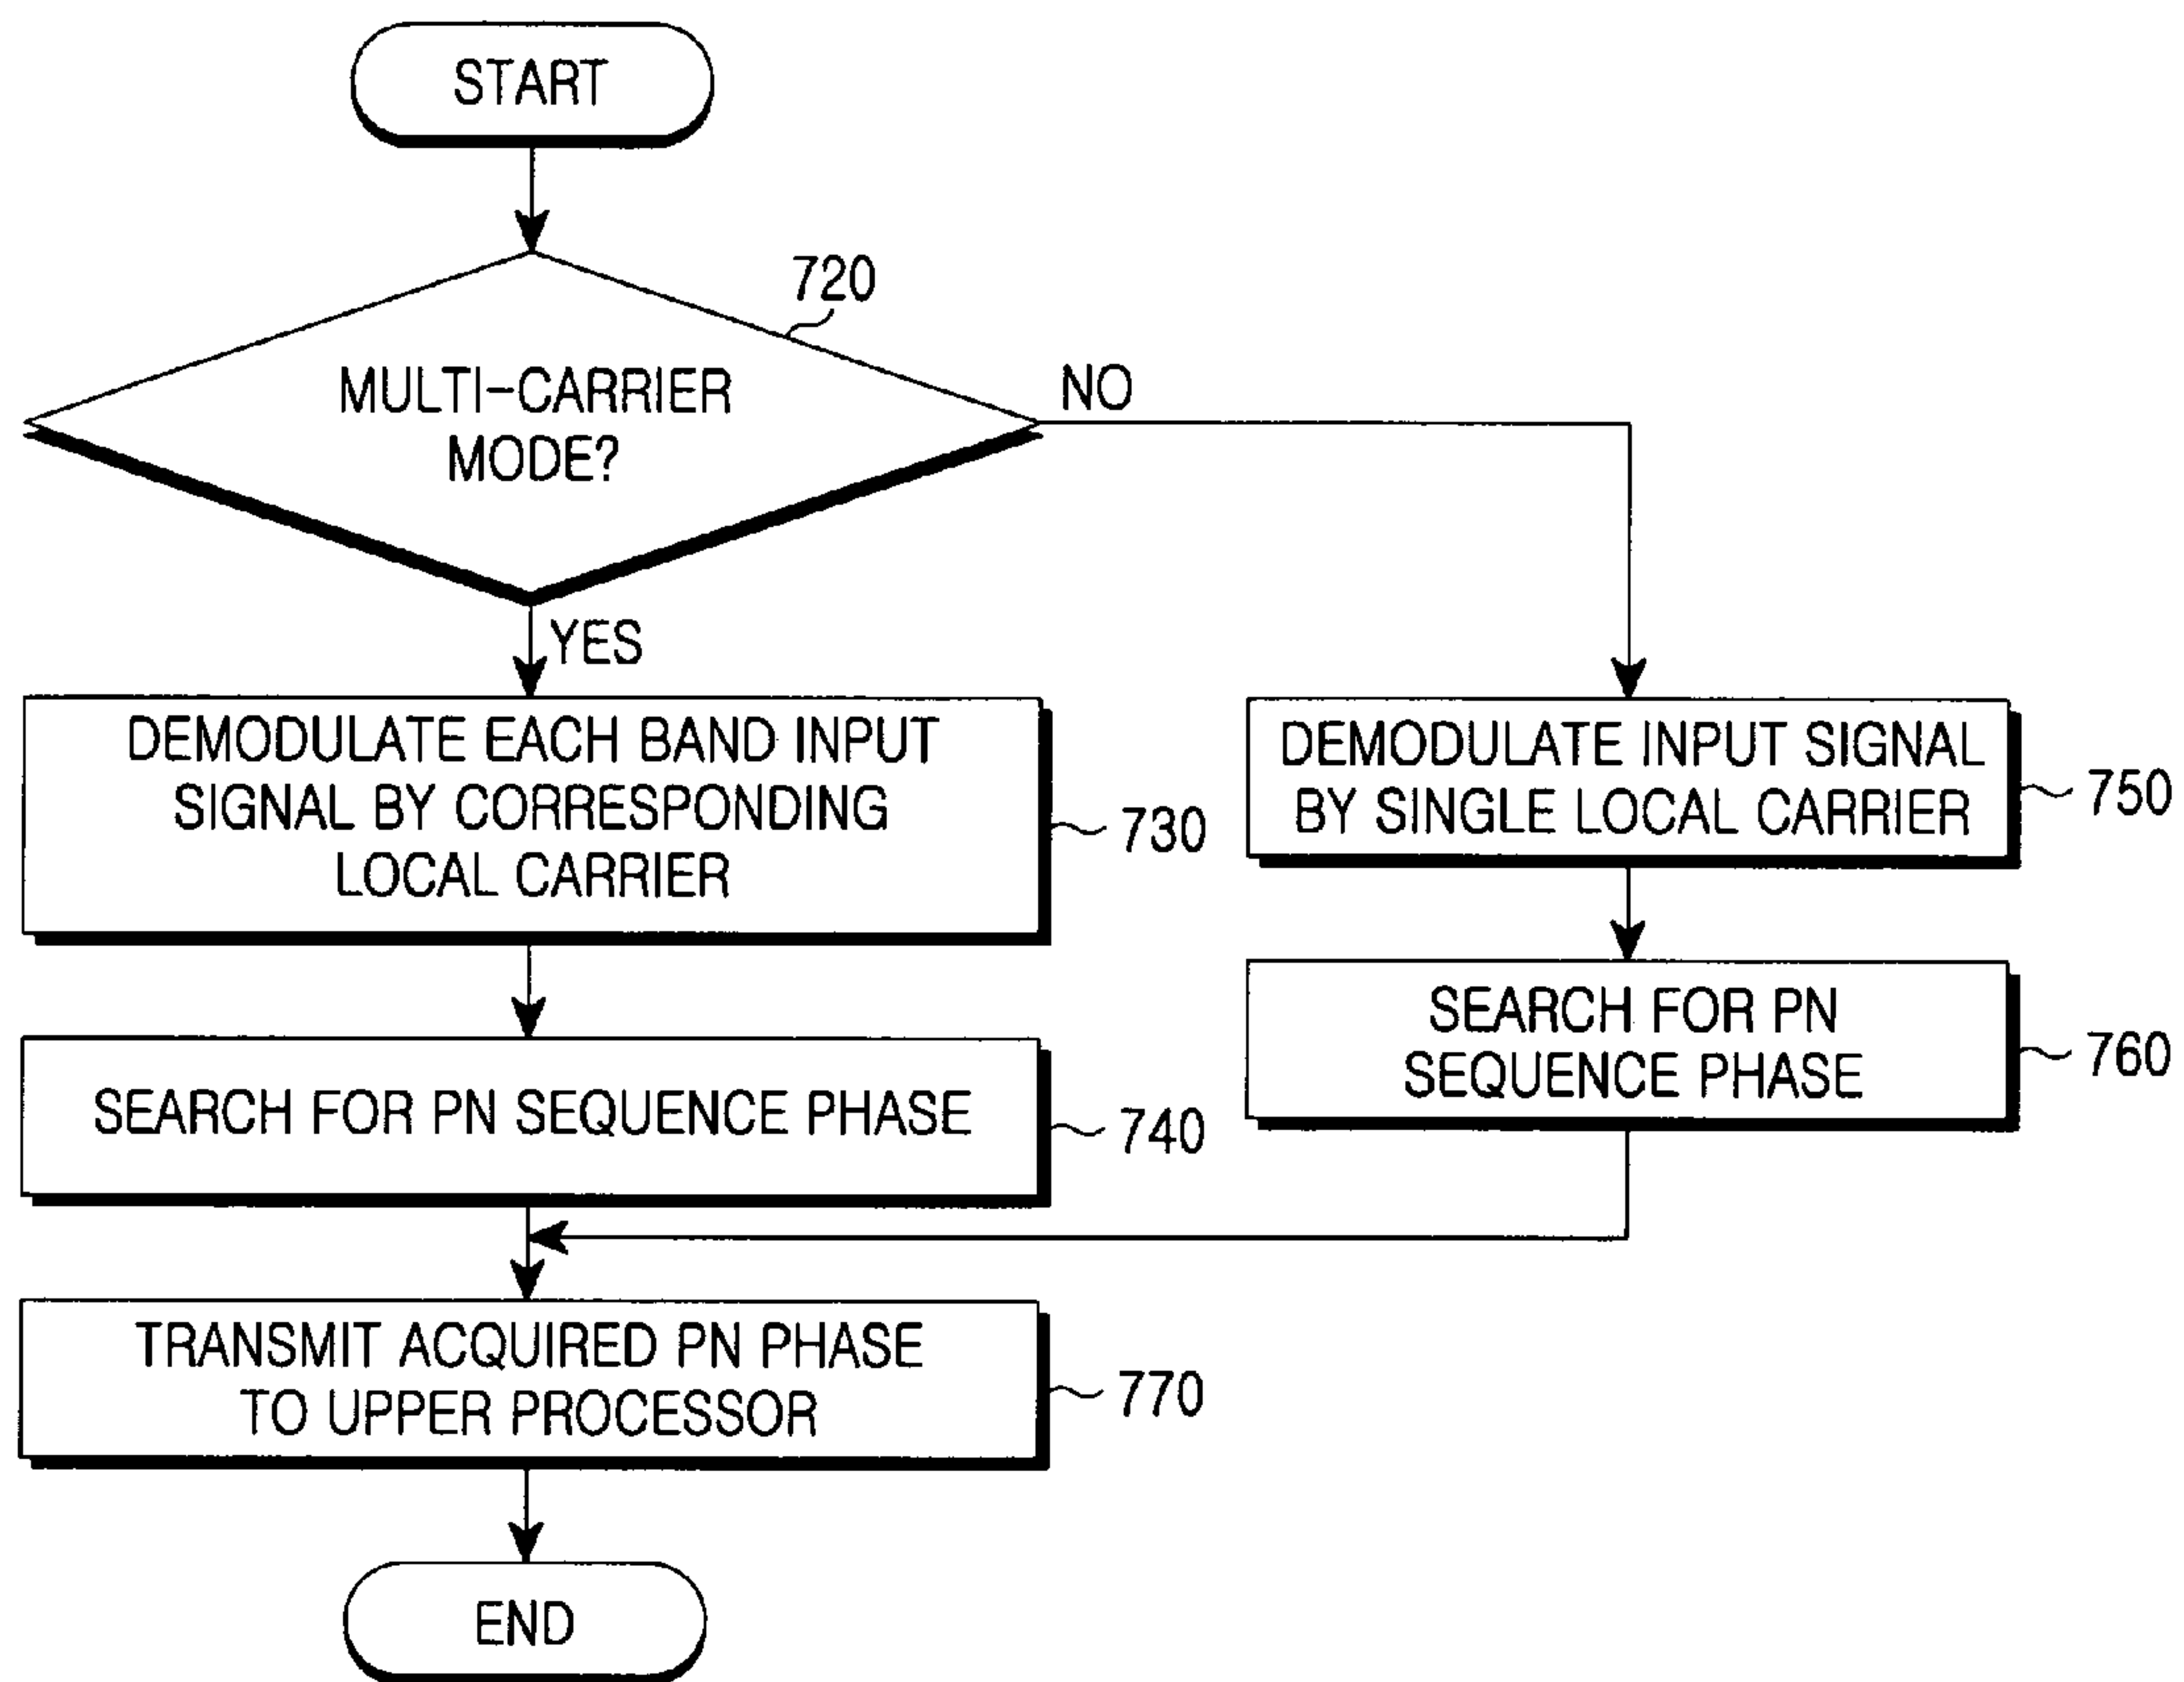 START
720
MULTI-CARRIER
MODE?
NO
YES
DEMODULATE EACH BAND INPUT
SIGNAL BY CORRESPONDING
LOCAL CARRIER
730
DEMODULATE INPUT SIGNAL
BY SINGLE LOCAL CARRIER
750
SEARCH FOR PN SEQUENCE PHASE
740
SEARCH FOR PN
SEQUENCE PHASE
760
TRANSMIT ACQUIRED PN PHASE
TO UPPER PROCESSOR
770
END